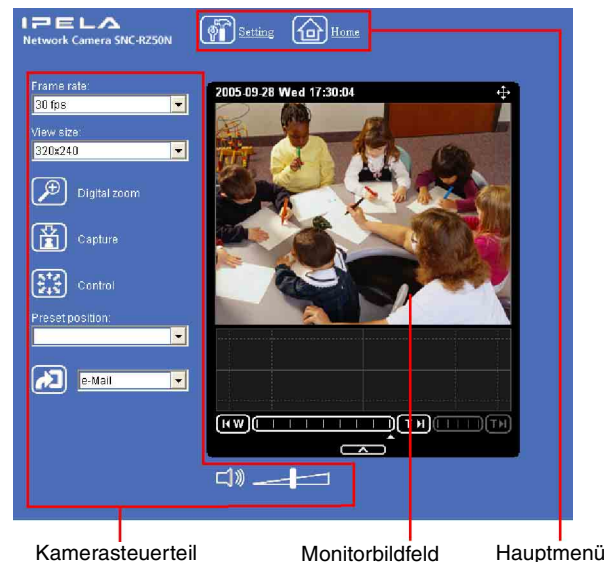 IPELA
Network Camera SNC-RZ50N
Setting
Home
Frame rate:
30 fps
View size:
320x240
Digital zoom
Capture
Control
Preset position:
e-Mail
2005-09-28 Wed 17:30:04
W
T
T
Kamerasteuerteil
Monitorbildfeld
Hauptmenü